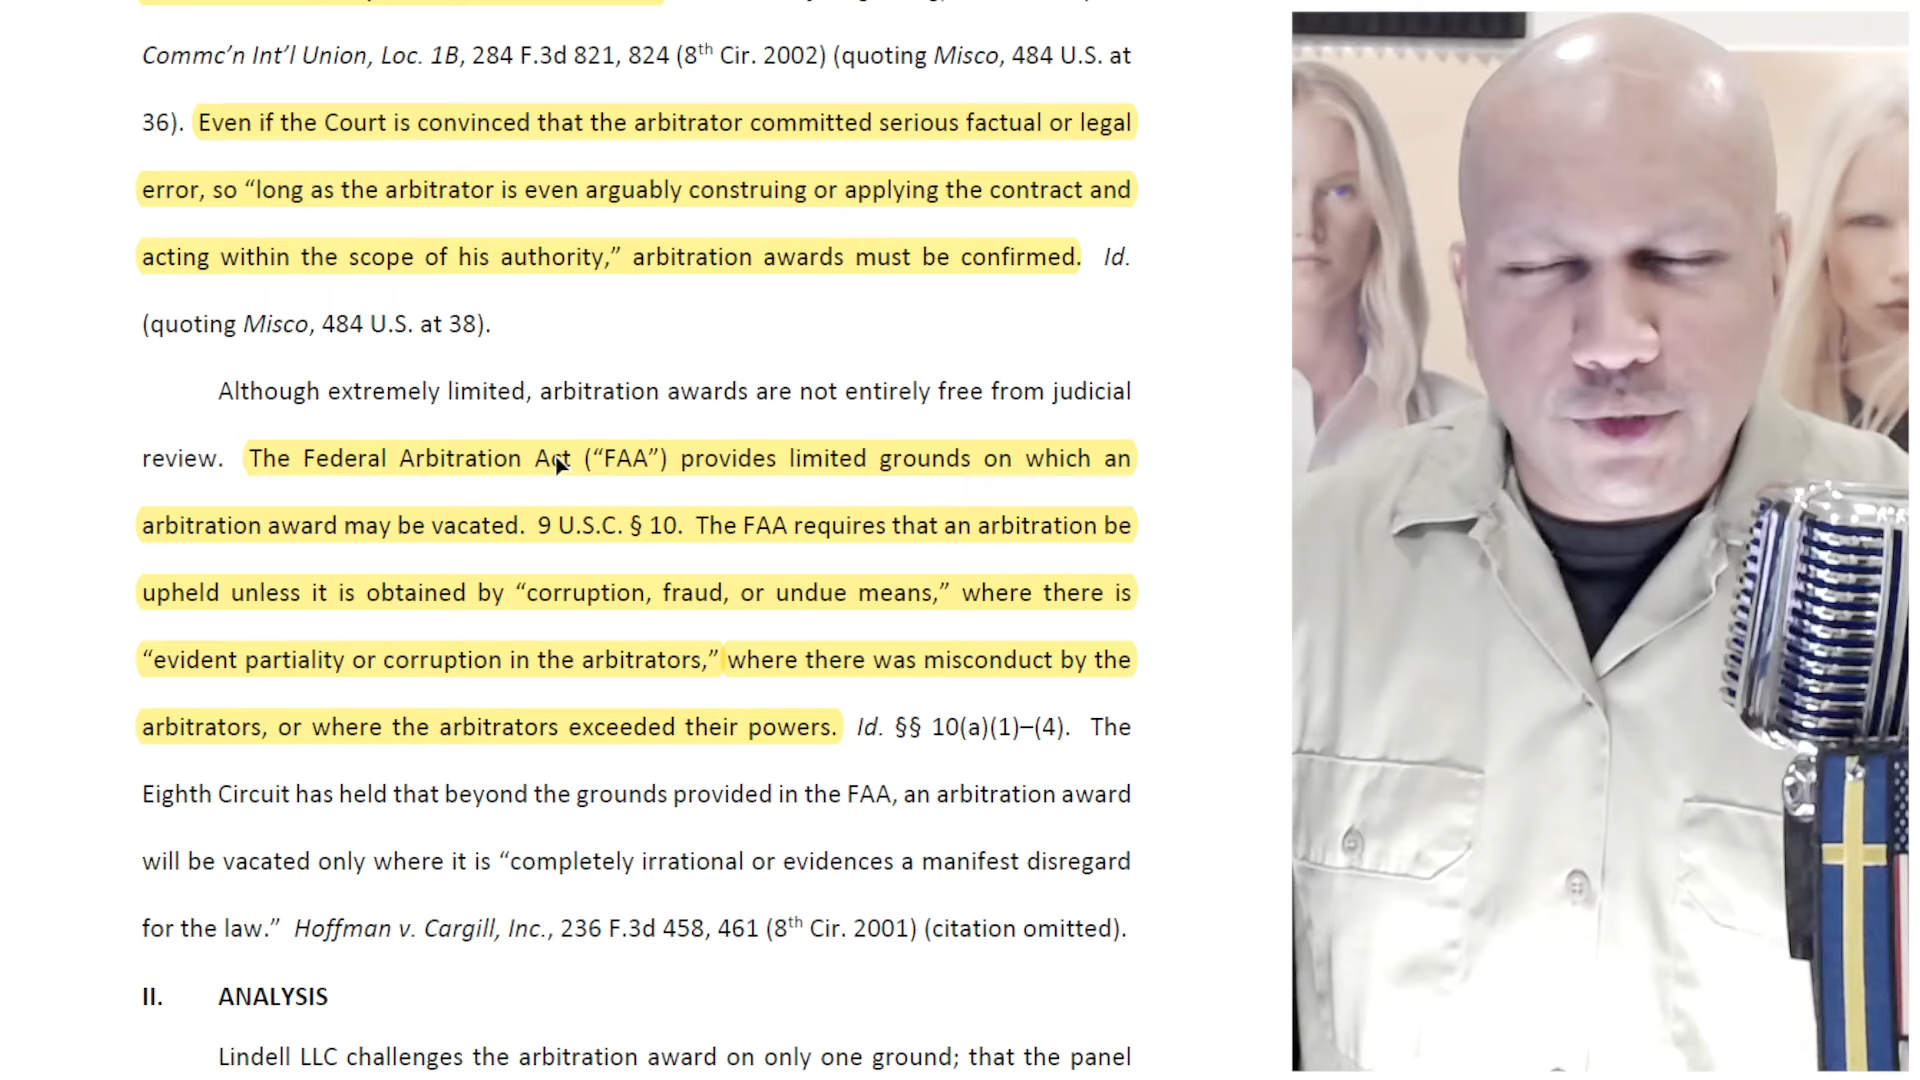 Commc’n Int’l Union, Loc. 1B, 284 F.3d 821, 824 (8th Cir. 2002) (quoting Misco, 484 U.S. at
36). Even if the Court is convinced that the arbitrator committed serious factual or legal
error, so “long as the arbitrator is even arguably construing or applying the contract and
acting within the scope of his authority,” arbitration awards must be confirmed. Id.
(quoting Misco, 484 U.S. at 38).
Although extremely limited, arbitration awards are not entirely free from judicial
review. The Federal Arbitration Act (“FAA”) provides limited grounds on which an
arbitration award may be vacated. 9 U.S.C. § 10. The FAA requires that an arbitration be
upheld unless it is obtained by “corruption, fraud, or undue means,” where there is
“evident partiality or corruption in the arbitrators,” where there was misconduct by the
arbitrators, or where the arbitrators exceeded their powers. Id. §§ 10(a)(1)–(4). The
Eighth Circuit has held that beyond the grounds provided in the FAA, an arbitration award
will be vacated only where it is “completely irrational or evidences a manifest disregard
for the law.” Hoffman v. Cargill, Inc., 236 F.3d 458, 461 (8th Cir. 2001) (citation omitted).
II. ANALYSIS
Lindell LLC challenges the arbitration award on only one ground; that the panel